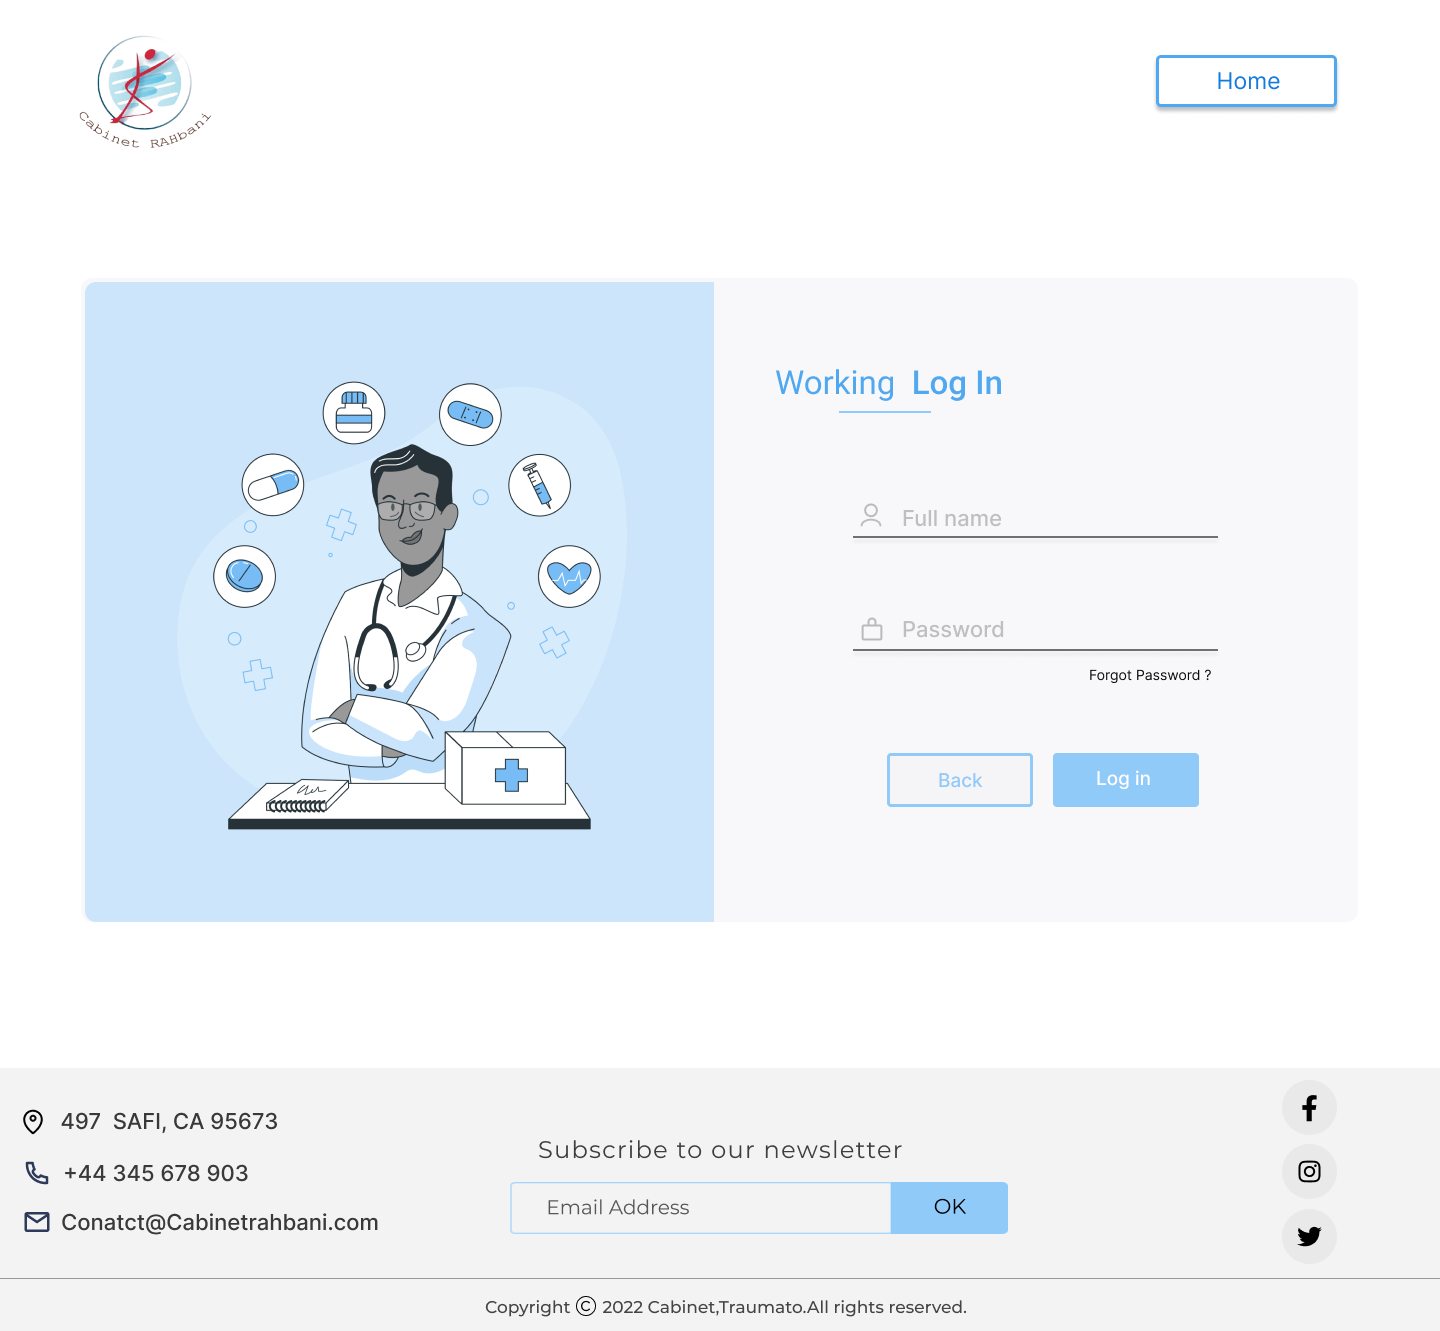 Cabinet RAHbani
Home
Working Log In
Full name
Password
Forgot Password ?
Back
Log in
497 SAFI, CA 95673
+44 345 678 903
Conatct@Cabinetrahbani.com
Subscribe to our newsletter
Email Address
OK
Copyright © 2022 Cabinet,Traumato.All rights reserved.